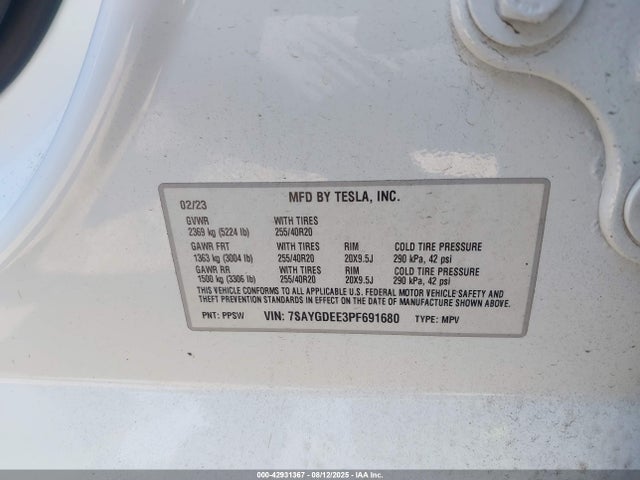 02/23 MFD BY TESLA, INC.
GVWR WITH TIRES
2369 kg (5224 lb) 255/40R20
GAWR FRT WITH TIRES RIM COLD TIRE PRESSURE
1363 kg (3004 lb) 255/40R20 20X9.5J 290 kPa, 42 psi
GAWR RR WITH TIRES RIM COLD TIRE PRESSURE
1500 kg (3306 lb) 255/40R20 20X9.5J 290 kPa, 42 psi
THIS VEHICLE CONFORMS TO ALL U.S. FEDERAL MOTOR VEHICLE SAFETY AND
THEFT PREVENTION STANDARDS IN EFFECT ON THE DATE OF MANUFACTURE SHOWN ABOVE.
PNT: PPSW VIN: 7SAYGDEE3PF691680 TYPE: MPV
000-42931367 - 08/12/2025 - IAA Inc.